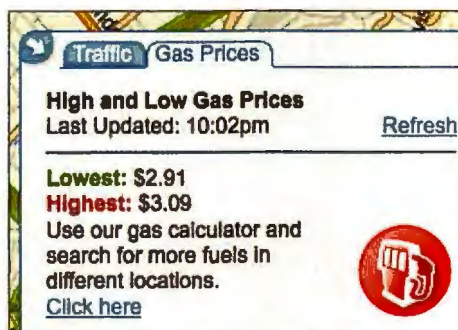 Traffic Gas Prices
High and Low Gas Prices
Last Updated: 10:02pm Refresh
Lowest: $2.91
Highest: $3.09
Use our gas calculator and
search for more fuels in
different locations.
Click here